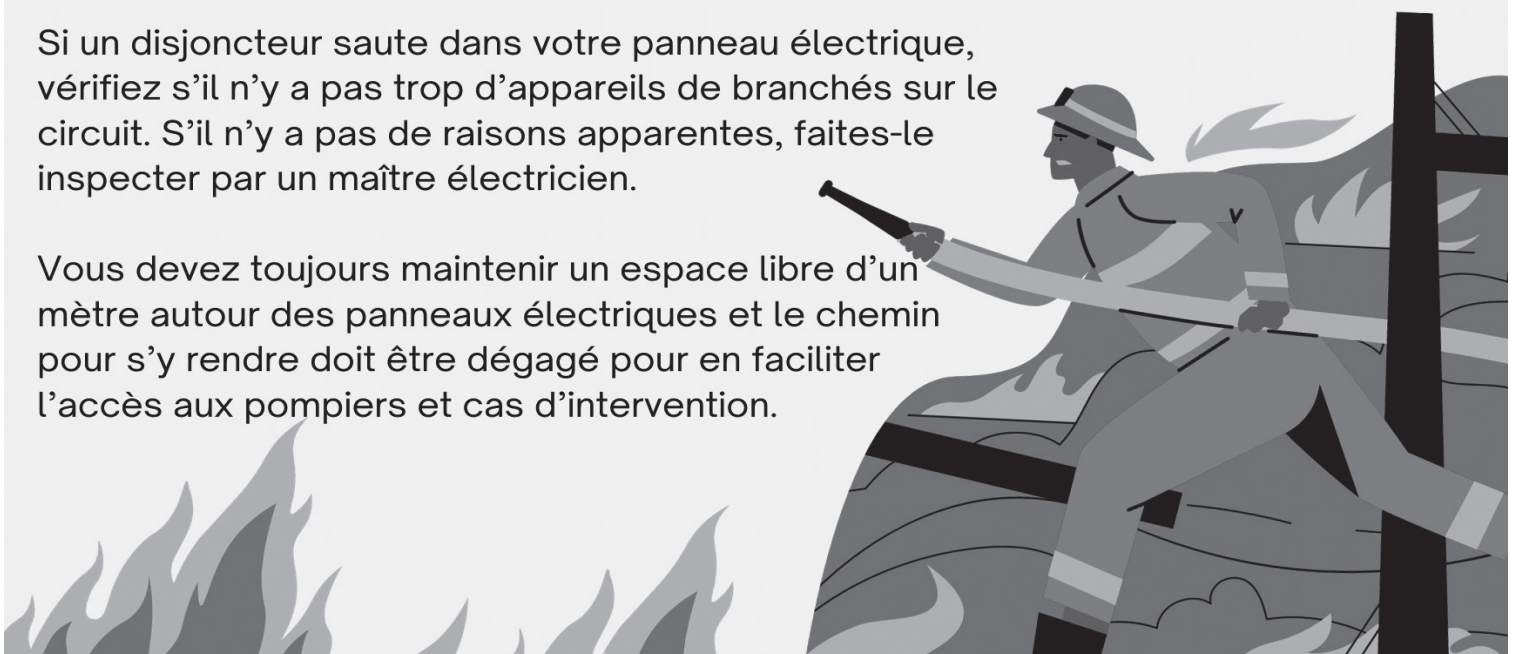 Si un disjoncteur saute dans votre panneau électrique,
vérifiez s’il n’y a pas trop d’appareils de branchés sur le
circuit. S’il n’y a pas de raisons apparentes, faites-le
inspecter par un maître électricien.
Vous devez toujours maintenir un espace libre d’un
mètre autour des panneaux électriques et le chemin
pour s’y rendre doit être dégagé pour en faciliter
l’accès aux pompiers et cas d’intervention.